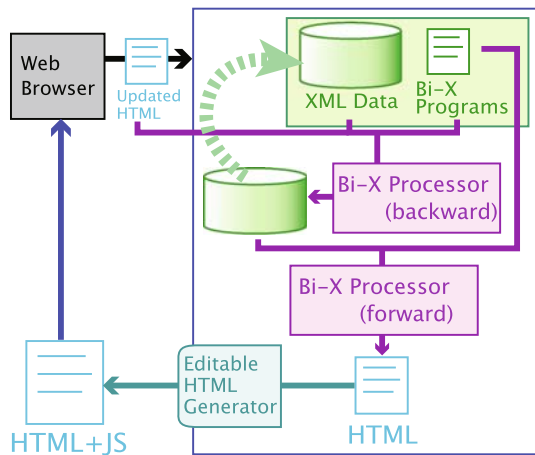 Web
Browser
Updated
HTML
XML Data
Bi-X
Programs
Bi-X Processor
(backward)
Bi-X Processor
(forward)
Editable
HTML
Generator
HTML+JS
HTML